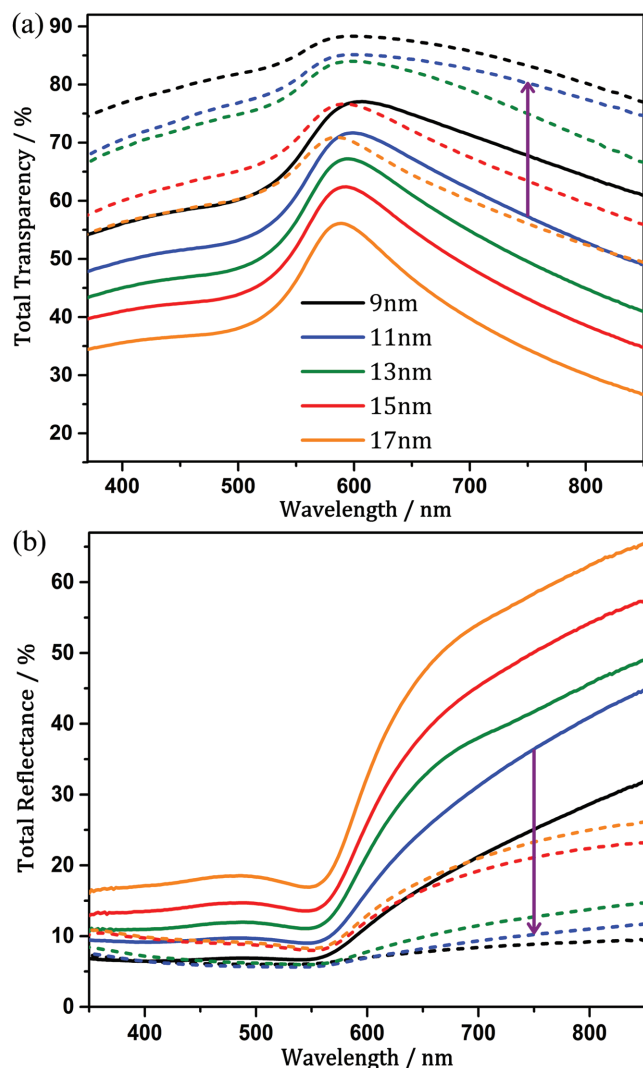 (a)
90
80
70
60
50
40
30
20
Total Transparency / %
9nm
11nm
13nm
15nm
17nm
400 500 600 700 800
Wavelength / nm
(b)
60
50
40
30
20
10
0
Total Reflectance / %
400 500 600 700 800
Wavelength / nm